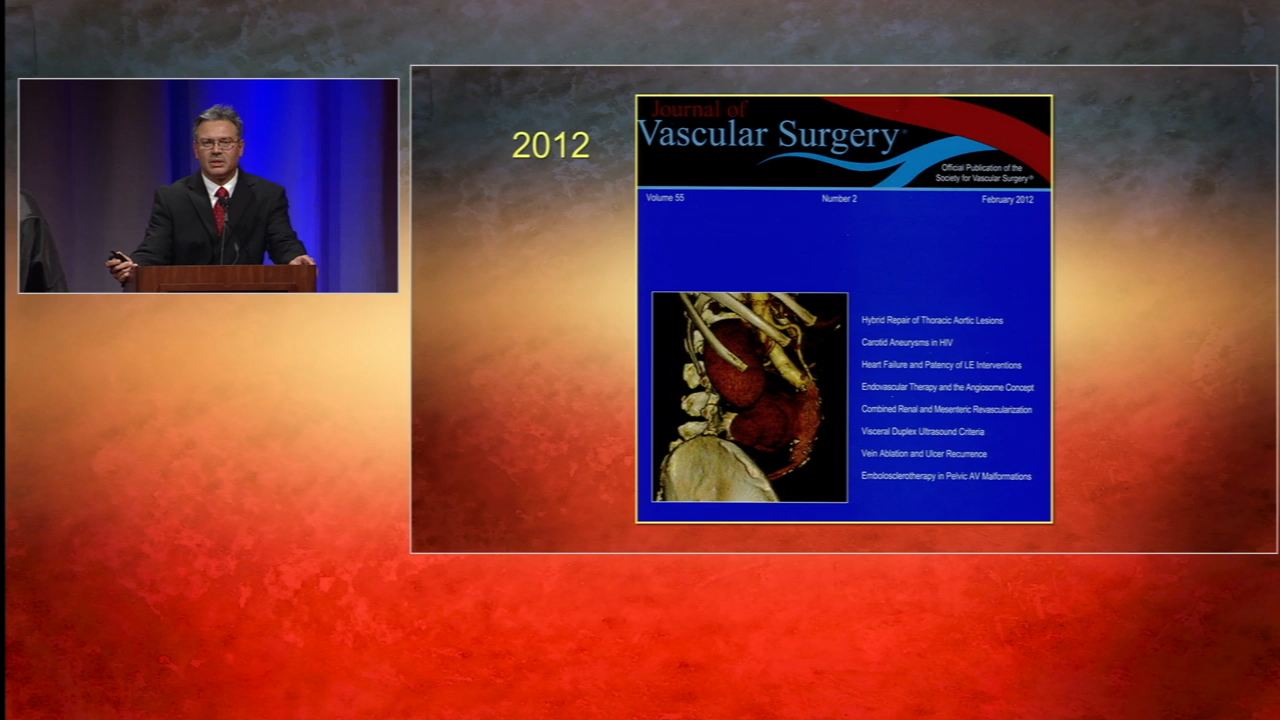 2012
Journal of
Vascular Surgery®
Official Publication of the
Society for Vascular Surgery®
Volume 55 Number 2 February 2012
Hybrid Repair of Thoracic Aortic Lesions
Carotid Aneurysms in HIV
Heart Failure and Patency of LE Interventions
Endovascular Therapy and the Angiosome Concept
Combined Renal and Mesenteric Revascularization
Visceral Duplex Ultrasound Criteria
Vein Ablation and Ulcer Recurrence
Embolosclerotherapy in Pelvic AV Malformations